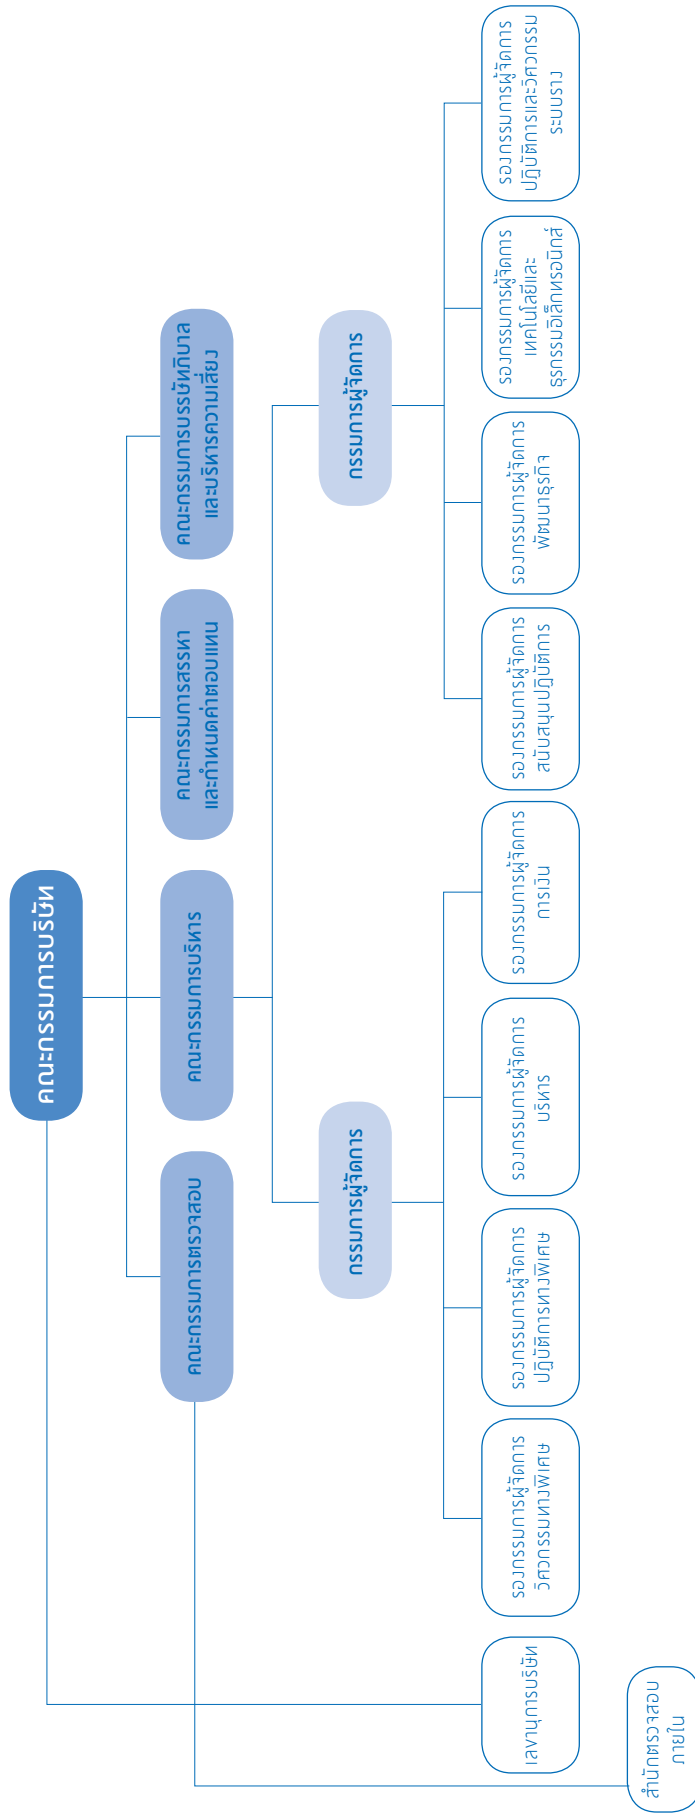 คณะกรรมการบริษัท
คณะกรรมการตรวจสอบ
คณะกรรมการบริหาร
คณะกรรมการสรรหา
และกำหนดค่าตอบแทน
คณะกรรมการบรรษัทภิบาล
และบริหารความเสี่ยง
กรรมการผู้จัดการ
กรรมการผู้จัดการ
เลขานุการบริษัท
รองกรรมการผู้จัดการ
วิศวกรรมทางพิเศษ
รองกรรมการผู้จัดการ
ปฏิบัติการทางพิเศษ
รองกรรมการผู้จัดการ
บริหาร
รองกรรมการผู้จัดการ
การเงิน
รองกรรมการผู้จัดการ
สนับสนุนปฏิบัติการ
รองกรรมการผู้จัดการ
พัฒนาธุรกิจ
รองกรรมการผู้จัดการ
เทคโนโลยีและ
ธุรกรรมอิเล็กทรอนิกส์
รองกรรมการผู้จัดการ
ปฏิบัติการและวิศวกรรม
ระบบราง
สำนักตรวจสอบ
ภายใน